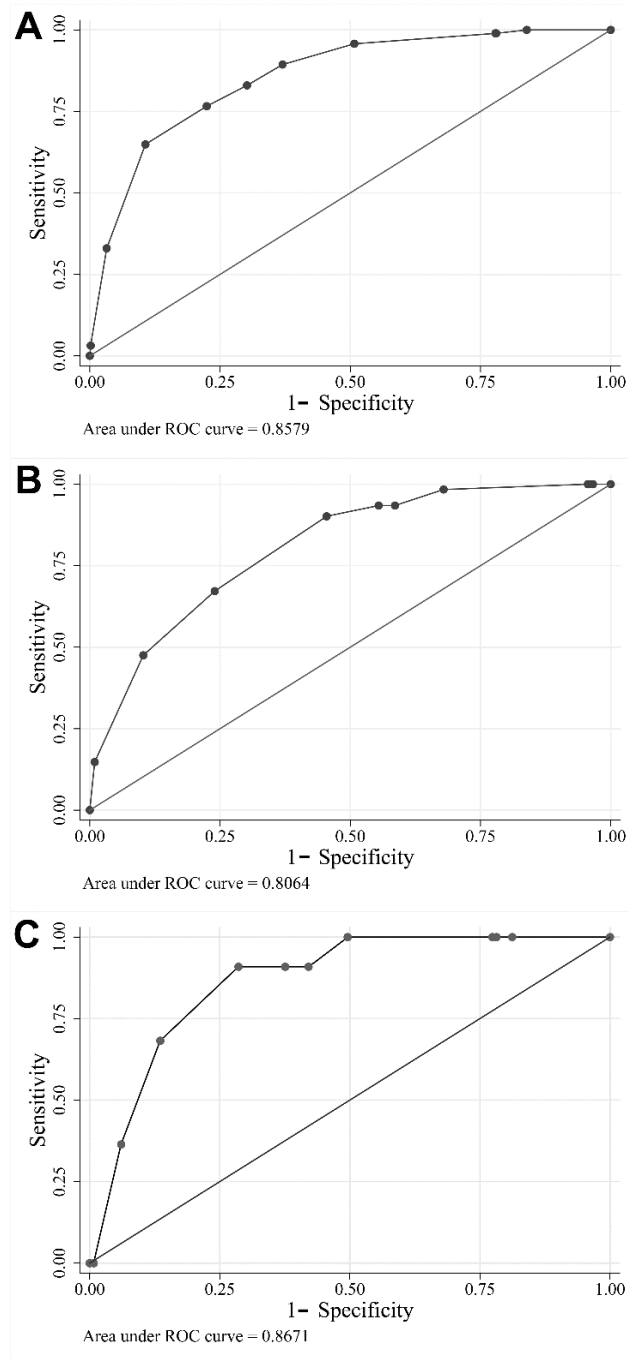 A
1.00
0.75
0.50
0.25
0.00
Sensitivity
0.00 0.25 0.50 0.75 1.00
1- Specificity
Area under ROC curve = 0.8579
B
1.00
0.75
0.50
0.25
0.00
Sensitivity
0.00 0.25 0.50 0.75 1.00
1- Specificity
Area under ROC curve = 0.8064
C
1.00
0.75
0.50
0.25
0.00
Sensitivity
0.00 0.25 0.50 0.75 1.00
1- Specificity
Area under ROC curve = 0.8671